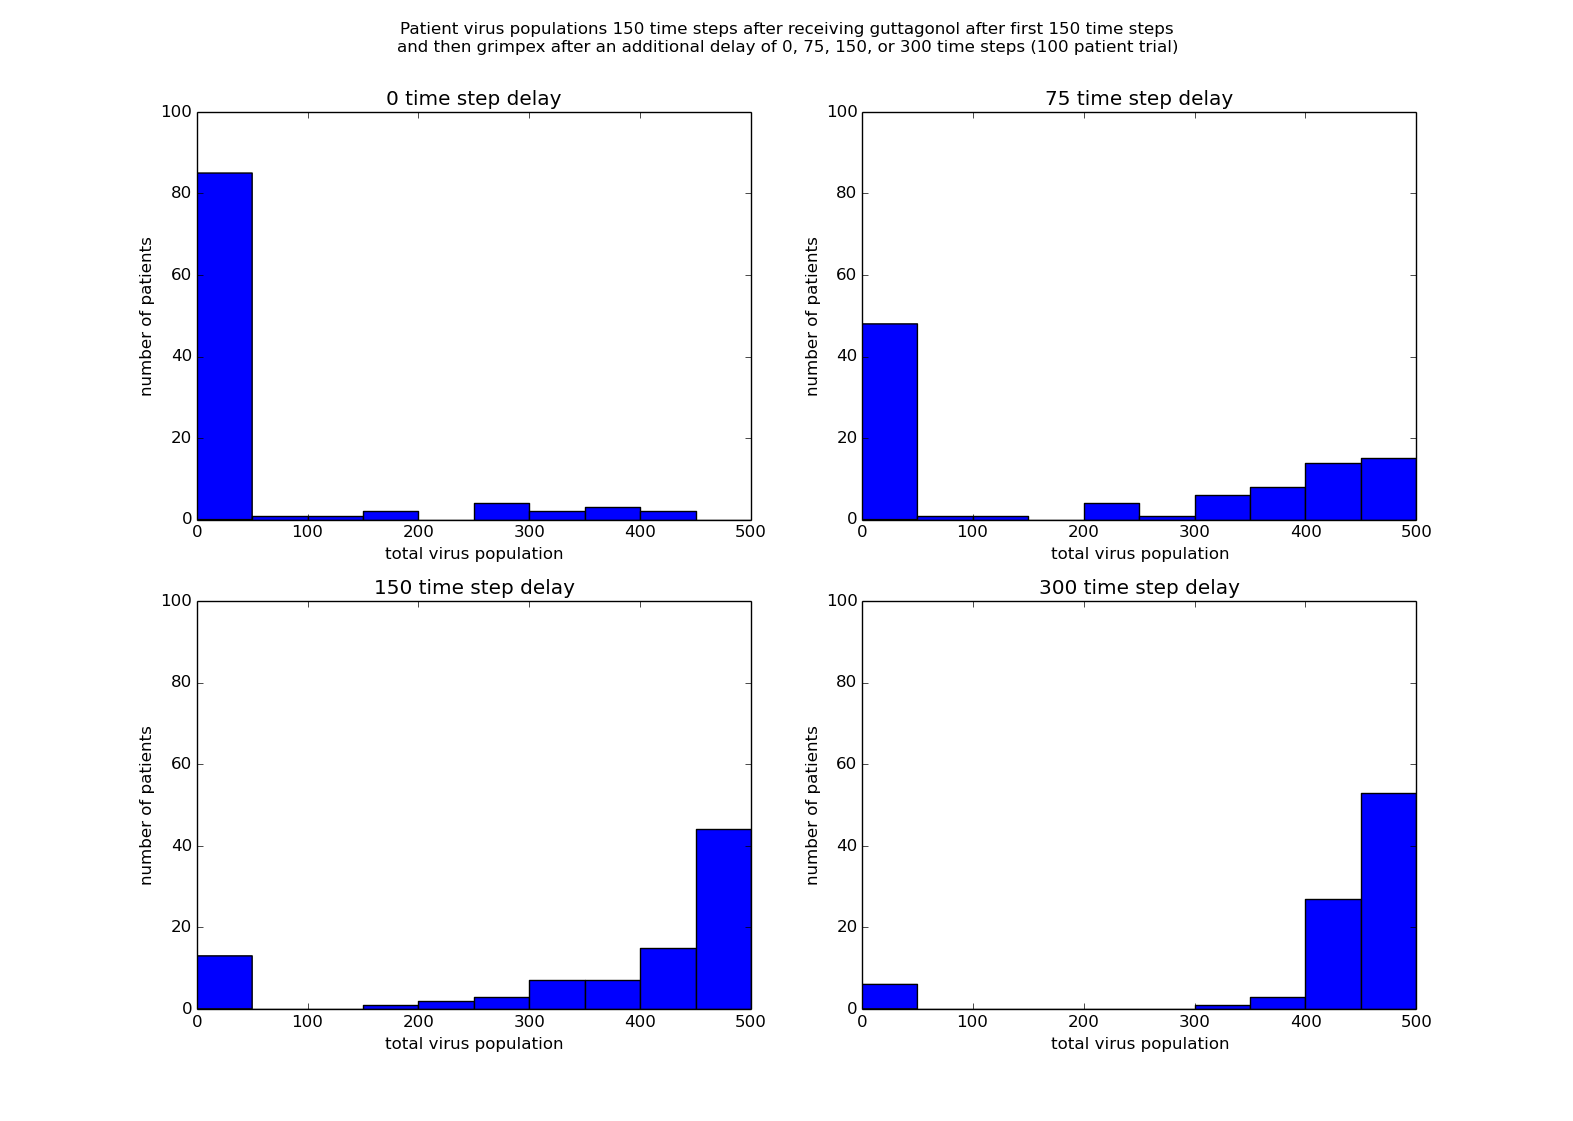 Patient virus populations 150 time steps after receiving guttagonol after first 150 time steps
and then grimpex after an additional delay of 0, 75, 150, or 300 time steps (100 patient trial)
0 time step delay
100
80
60
40
20
0
number of patients
0 100 200 300 400 500
total virus population
75 time step delay
100
80
60
40
20
0
number of patients
0 100 200 300 400 500
total virus population
150 time step delay
100
80
60
40
20
0
number of patients
0 100 200 300 400 500
total virus population
300 time step delay
100
80
60
40
20
0
number of patients
0 100 200 300 400 500
total virus population